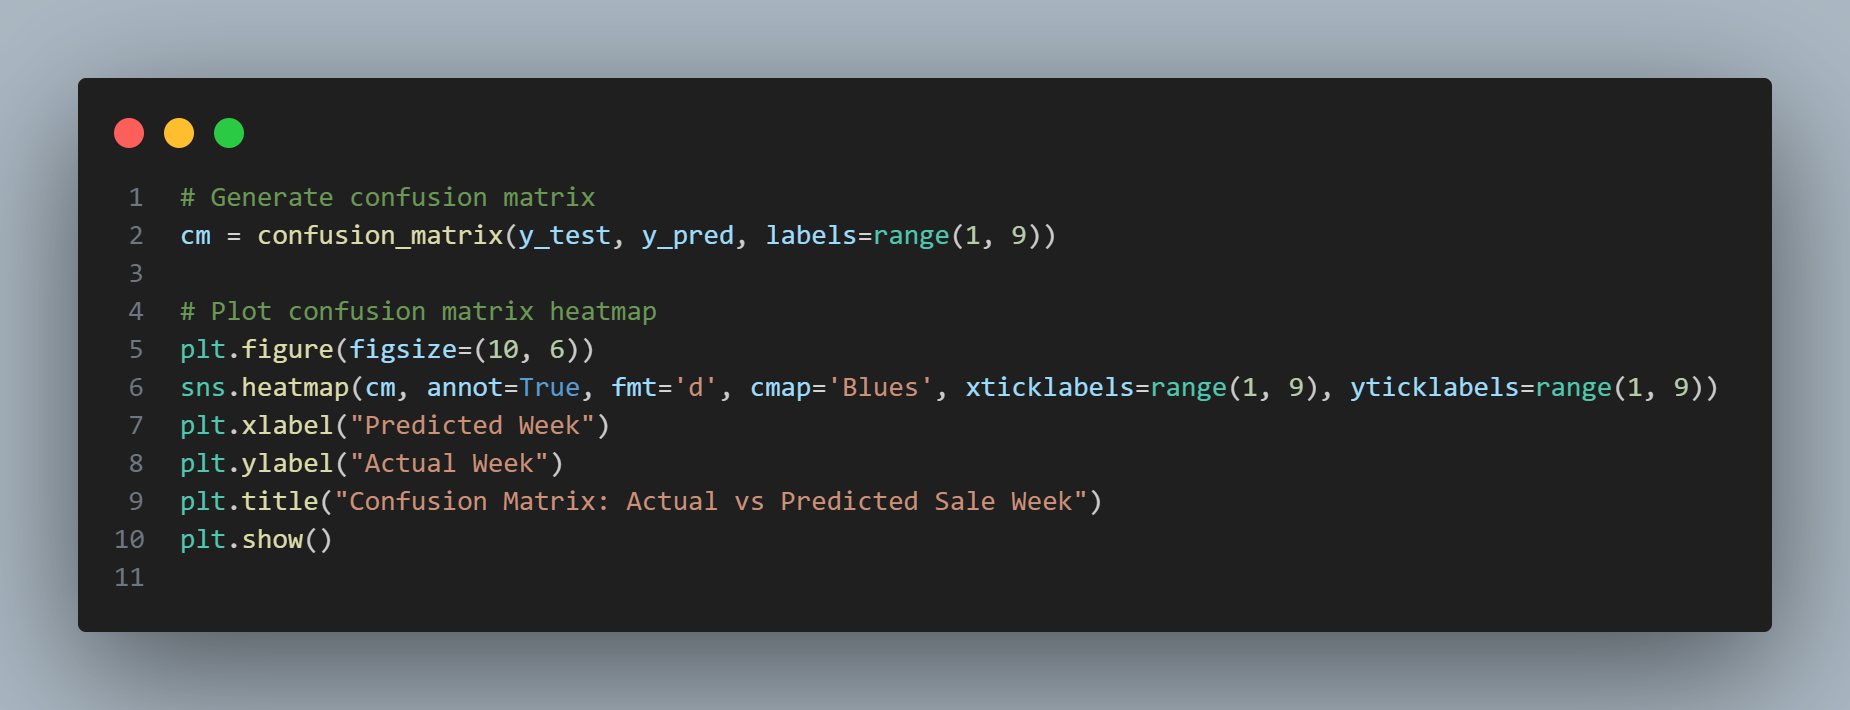 1 # Generate confusion matrix
2 cm = confusion_matrix(y_test, y_pred, labels=range(1, 9))
3
4 # Plot confusion matrix heatmap
5 plt.figure(figsize=(10, 6))
6 sns.heatmap(cm, annot=True, fmt='d', cmap='Blues', xticklabels=range(1, 9), yticklabels=range(1, 9))
7 plt.xlabel("Predicted Week")
8 plt.ylabel("Actual Week")
9 plt.title("Confusion Matrix: Actual vs Predicted Sale Week")
10 plt.show()
11